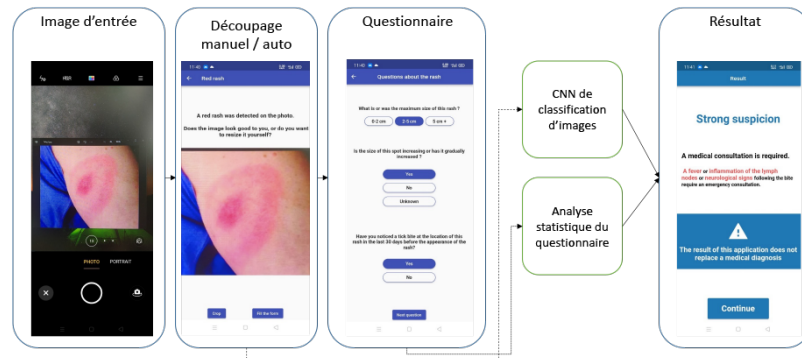 Image d'entrée
PHOTO
PORTRAIT
Découpage
manuel / auto
11:40
Red rash
A red rash was detected on the photo.
Does the image look good to you, or do you want
to resize it yourself?
Crop
Questionnaire
11:40
Questions about the rash
What is or was the maximum size of this rash ?
0-2 cm
2-5 cm
5 cm +
Is the size of this spot increasing or has it gradually
increased ?
Yes
No
Unknown
Have you noticed a tick bite at the location of this
rash in the last 30 days before the appearance of the
rash?
Yes
No
Next question
CNN de
classification
d'images
Analyse
statistique du
questionnaire
Résultat
11:41
Result
Strong suspicion
A medical consultation is required.
A fever or inflammation of the lymph
nodes or neurological signs following the bite
require an emergency consultation.
The result of this application does not
replace a medical diagnosis
Continue